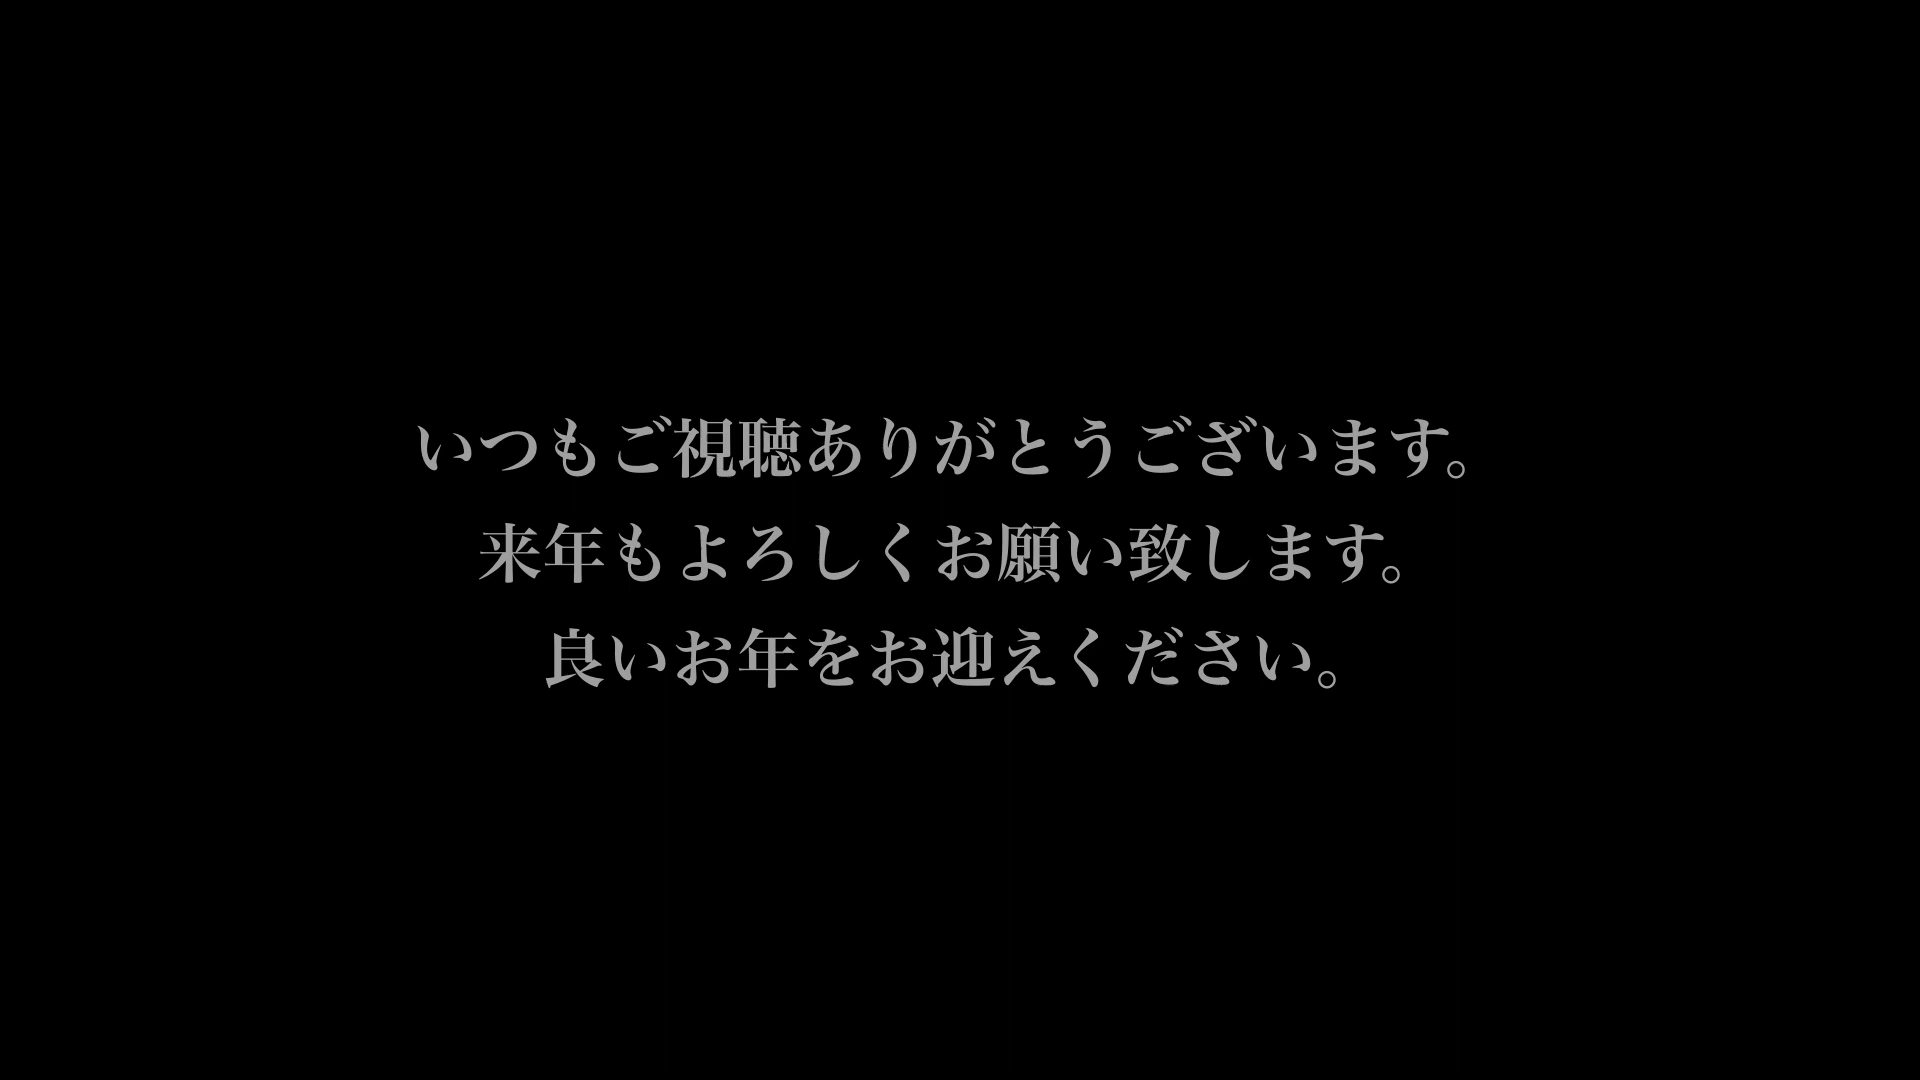 いつもご視聴ありがとうございます。
来年もよろしくお願い致します。
良いお年をお迎えください。